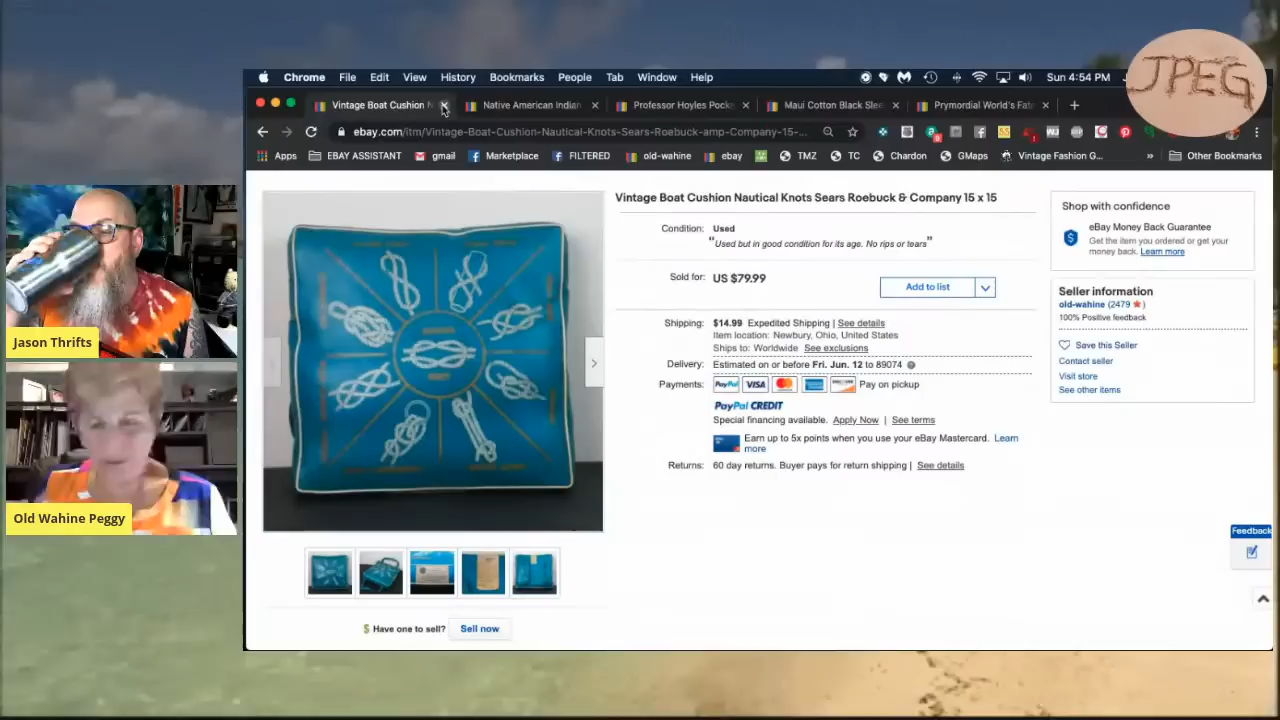 JPEG
Chrome File Edit View History Bookmarks People Tab Window Help
Sun 4:54 PM
Vintage Boat Cushion N
Native American Indian
Professor Hoyles Pock
Maui Cotton Black Slee
Prymordial World's Fat
ebay.com/itm/Vintage-Boat-Cushion-Nautical-Knots-Sears-Roebuck-amp-Company-15-...
Apps EBAY ASSISTANT gmail Marketplace FILTERED old-wahine ebay TMZ TC Chardon GMaps Vintage Fashion G... » Other Bookmarks
Vintage Boat Cushion Nautical Knots Sears Roebuck & Company 15 x 15
Condition: Used
"Used but in good condition for its age. No rips or tears"
Sold for: US $79.99
Add to list
Shipping: $14.99 Expedited Shipping | See details
Item location: Newbury, Ohio, United States
Ships to: Worldwide See exclusions
Delivery: Estimated on or before Fri. Jun. 12 to 89074
Payments: PayPal VISA Pay on pickup
PayPal CREDIT
Special financing available. Apply Now | See terms
Earn up to 5x points when you use your eBay Mastercard. Learn
more
Returns: 60 day returns. Buyer pays for return shipping | See details
Shop with confidence
eBay Money Back Guarantee
Get the item you ordered or get your
money back. Learn more
Seller information
old-wahine (2479 ★)
100% Positive feedback
Save this Seller
Contact seller
Visit store
See other items
Feedback
$ Have one to sell? Sell now
Jason Thrifts
Old Wahine Peggy